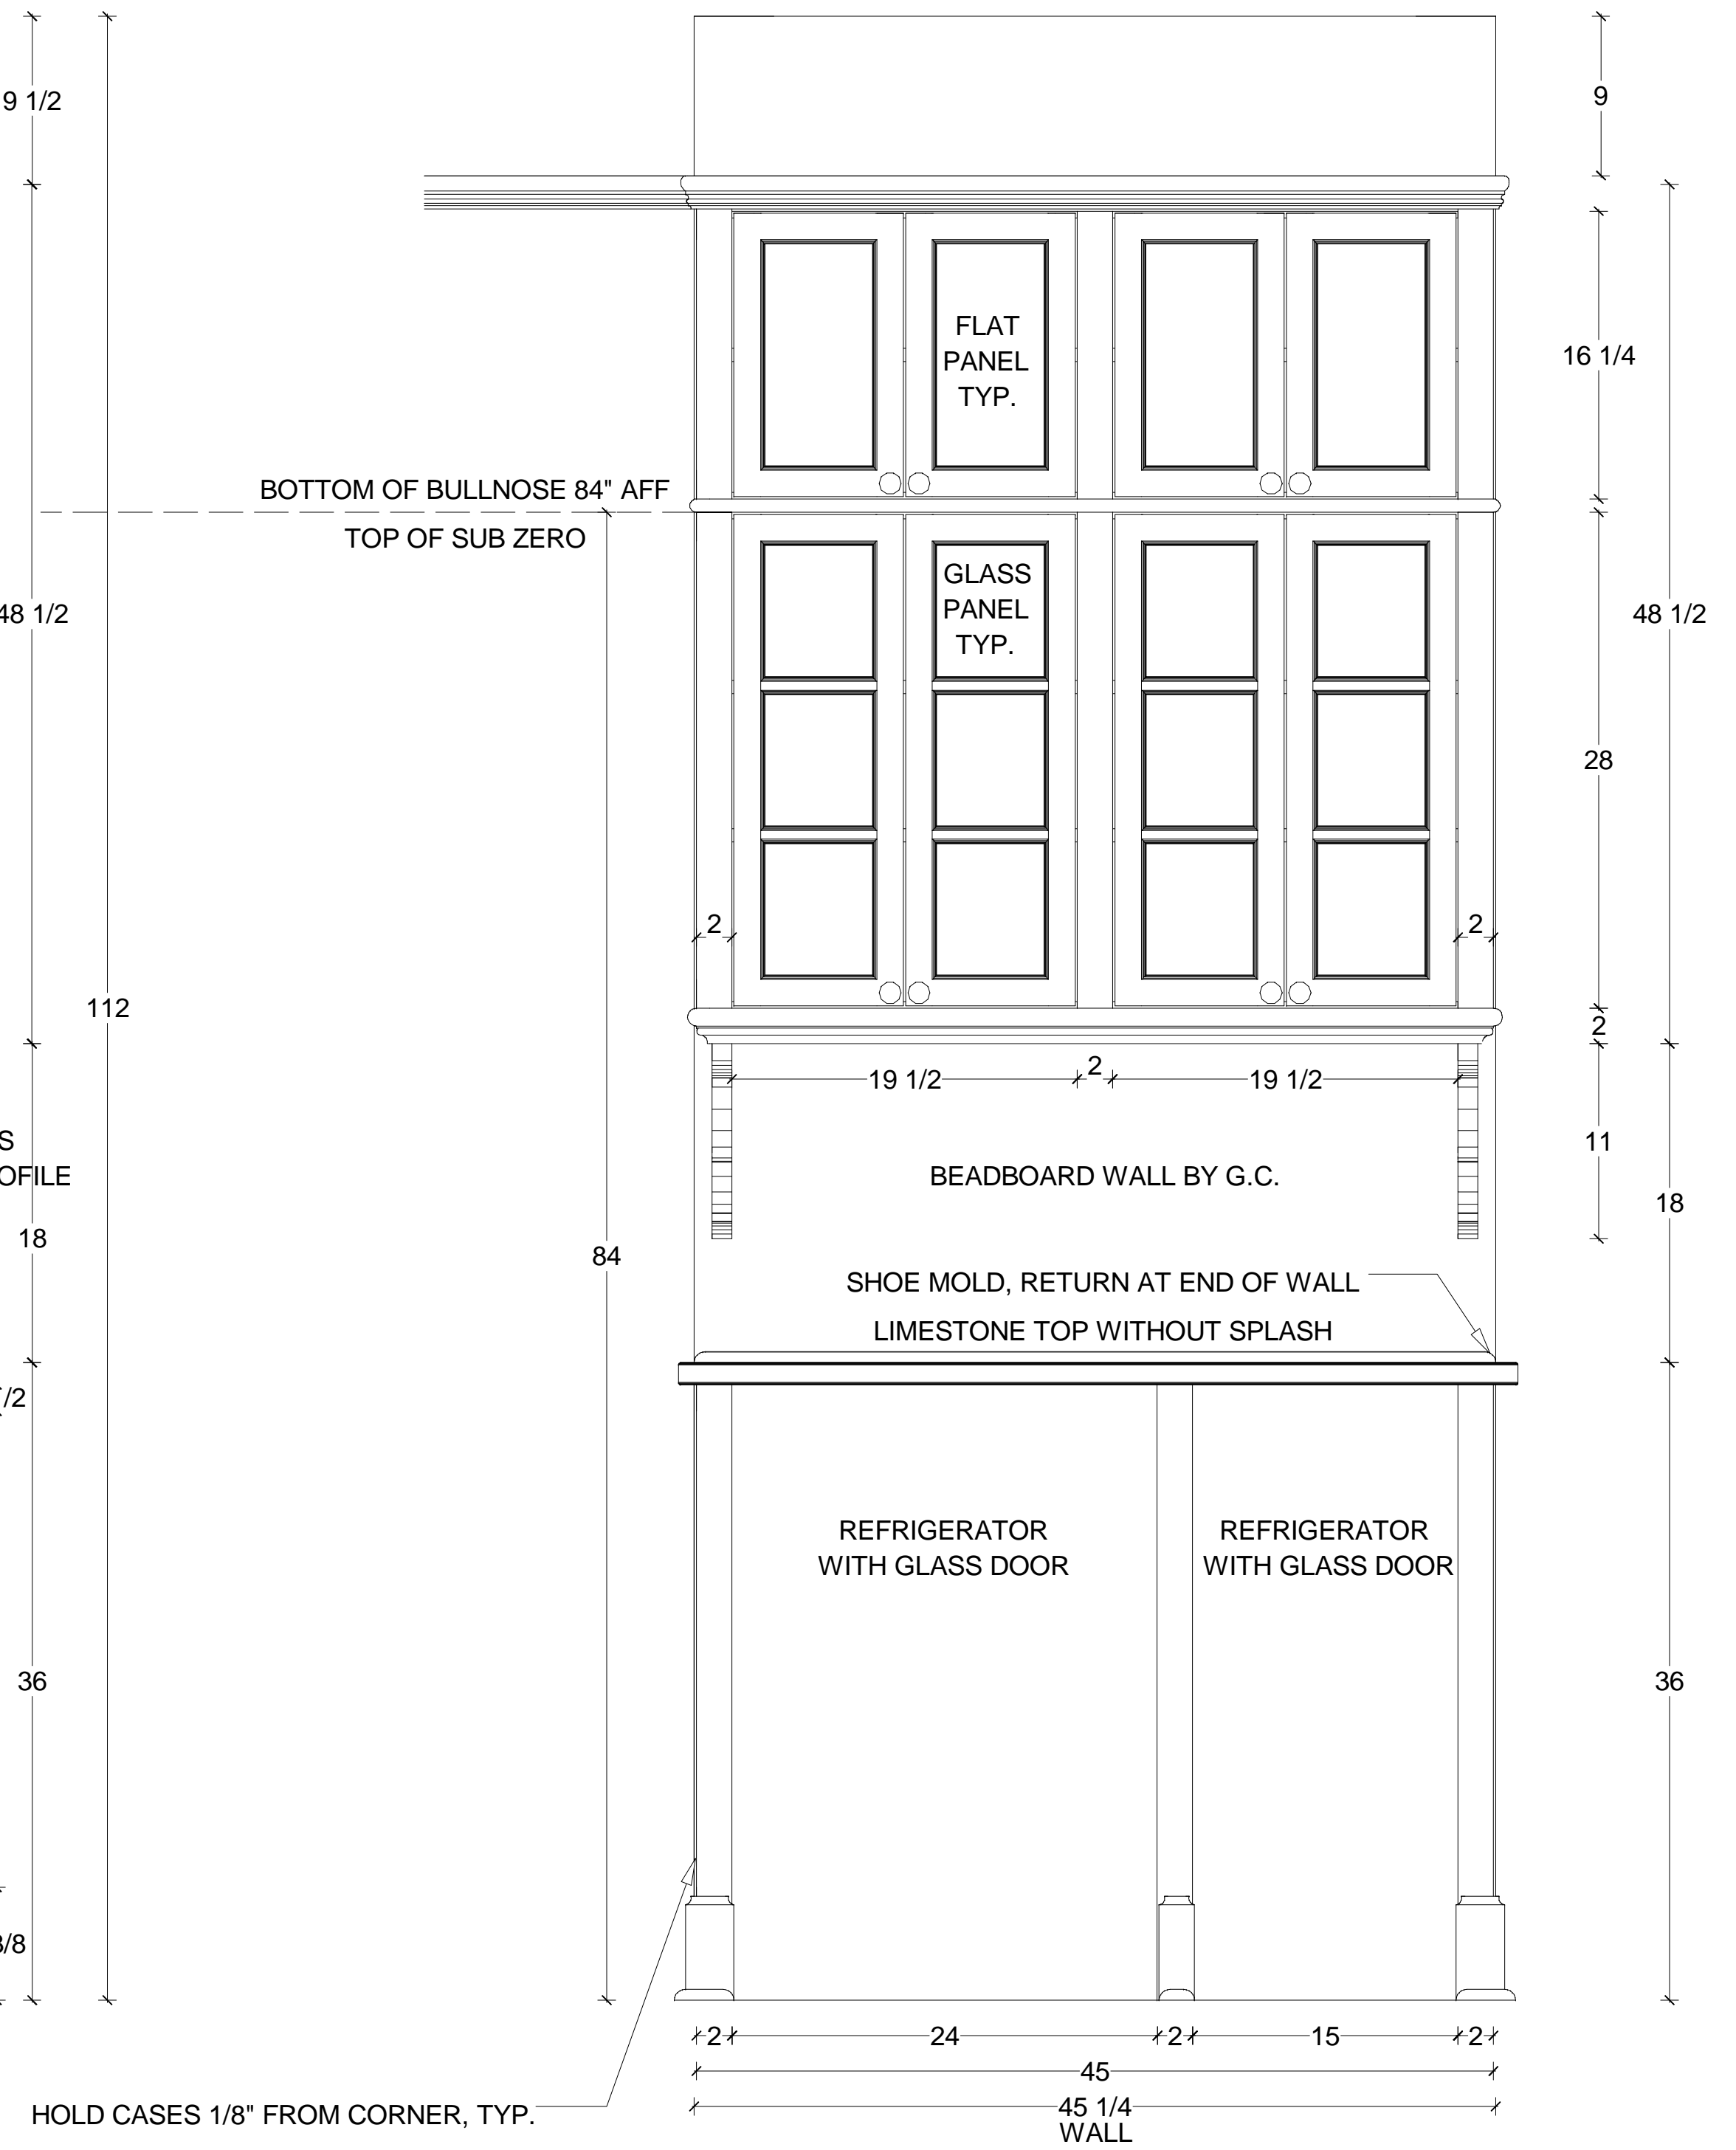 9 1/2
9
FLAT
PANEL
TYP.
16 1/4
BOTTOM OF BULLNOSE 84" AFF
TOP OF SUB ZERO
GLASS
PANEL
TYP.
48 1/2
48 1/2
28
2
2
112
2
19 1/2
2
19 1/2
S
OFILE
11
BEADBOARD WALL BY G.C.
18
18
84
SHOE MOLD, RETURN AT END OF WALL
LIMESTONE TOP WITHOUT SPLASH
/2
REFRIGERATOR
WITH GLASS DOOR
REFRIGERATOR
WITH GLASS DOOR
36
36
3/8
2
24
2
15
2
45
HOLD CASES 1/8" FROM CORNER, TYP.
45 1/4
WALL